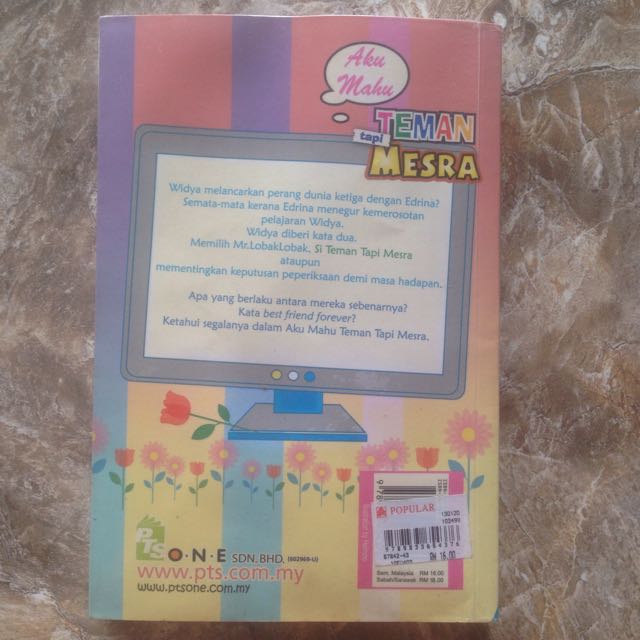 Aku
Mahu
TEMAN
tapi
MESRA
Widya melancarkan perang dunia ketiga dengan Edrina?
Semata-mata kerana Edrina menegur kemerosotan
pelajaran Widya.
Widya diberi kata dua.
Memilih Mr.LobakLobak, Si Teman Tapi Mesra
ataupun
mementingkan keputusan peperiksaan demi masa hadapan.
Apa yang berlaku antara mereka sebenarnya?
Kata best friend forever?
Ketahui segalanya dalam Aku Mahu Teman Tapi Mesra.
PTS O·N·E SDN.BHD. (602969-U)
www.pts.com.my
www.ptsone.com.my
POPULAR
RM 16.00
Sem. Malaysia RM 16.00
Sabah/Sarawak RM 18.00